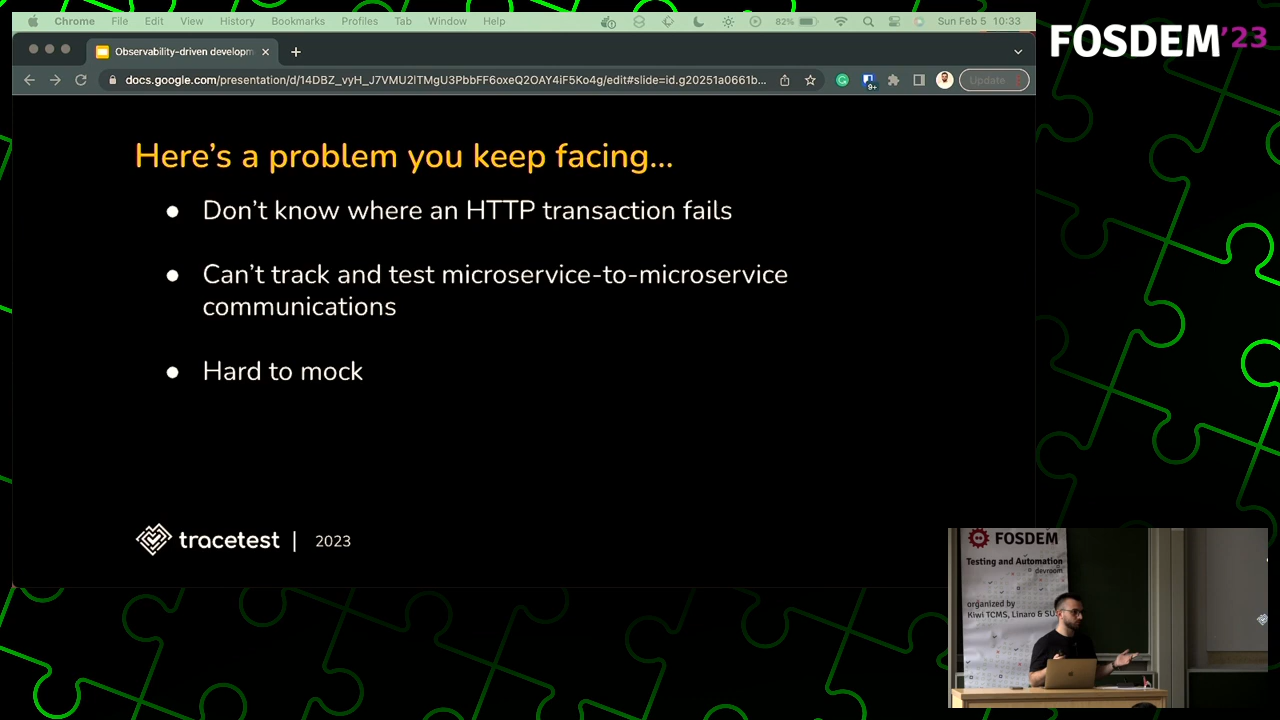 Chrome File Edit View History Bookmarks Profiles Tab Window Help 82% Sun Feb 5 10:33
FOSDEM'23
Observability-driven developm
docs.google.com/presentation/d/14DBZ_vyH_J7VMU2lTMgU3PbbFF6oxeQ2OAY4iF5Ko4g/edit#slide=id.g20251a0661b...
9+
Update
Here's a problem you keep facing...
● Don't know where an HTTP transaction fails
● Can't track and test microservice-to-microservice
communications
● Hard to mock
tracetest | 2023
FOSDEM
Testing and Automation
devroom
organized by
Kiwi TCMS, Linaro & SU